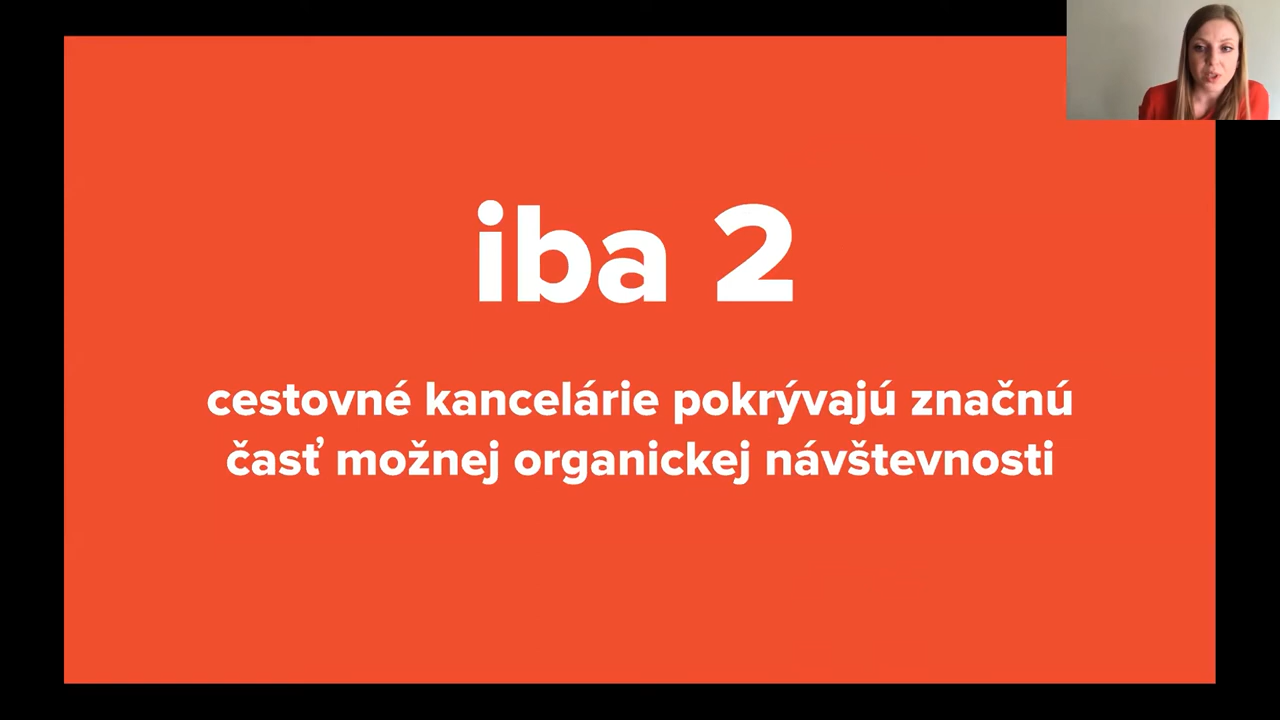 iba 2
cestovné kancelárie pokrývajú značnú
časť možnej organickej návštevnosti